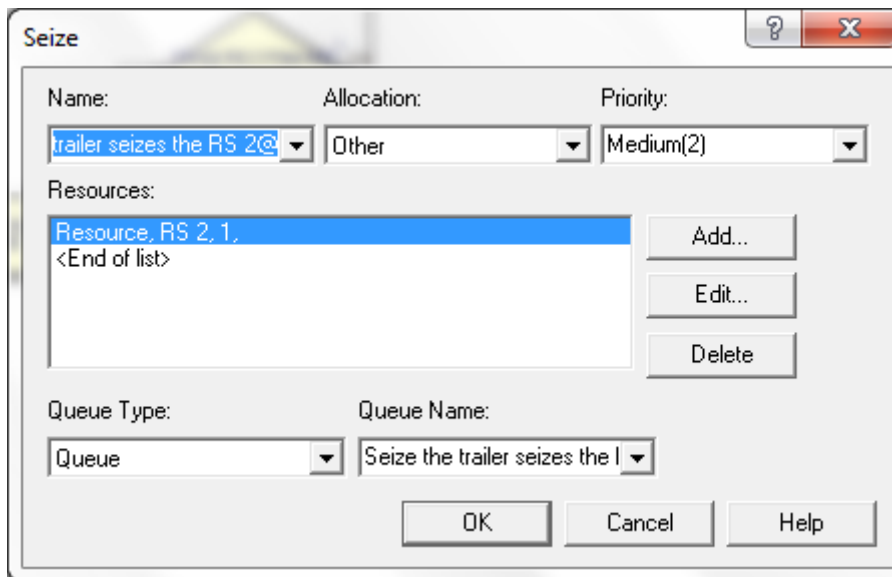 Seize
Name: Allocation: Priority:
trailer seizes the RS 2@ Other Medium(2)
Resources:
Resource, RS 2, 1,
<End of list>
Add...
Edit...
Delete
Queue Type: Queue Name:
Queue Seize the trailer seizes the
OK Cancel Help